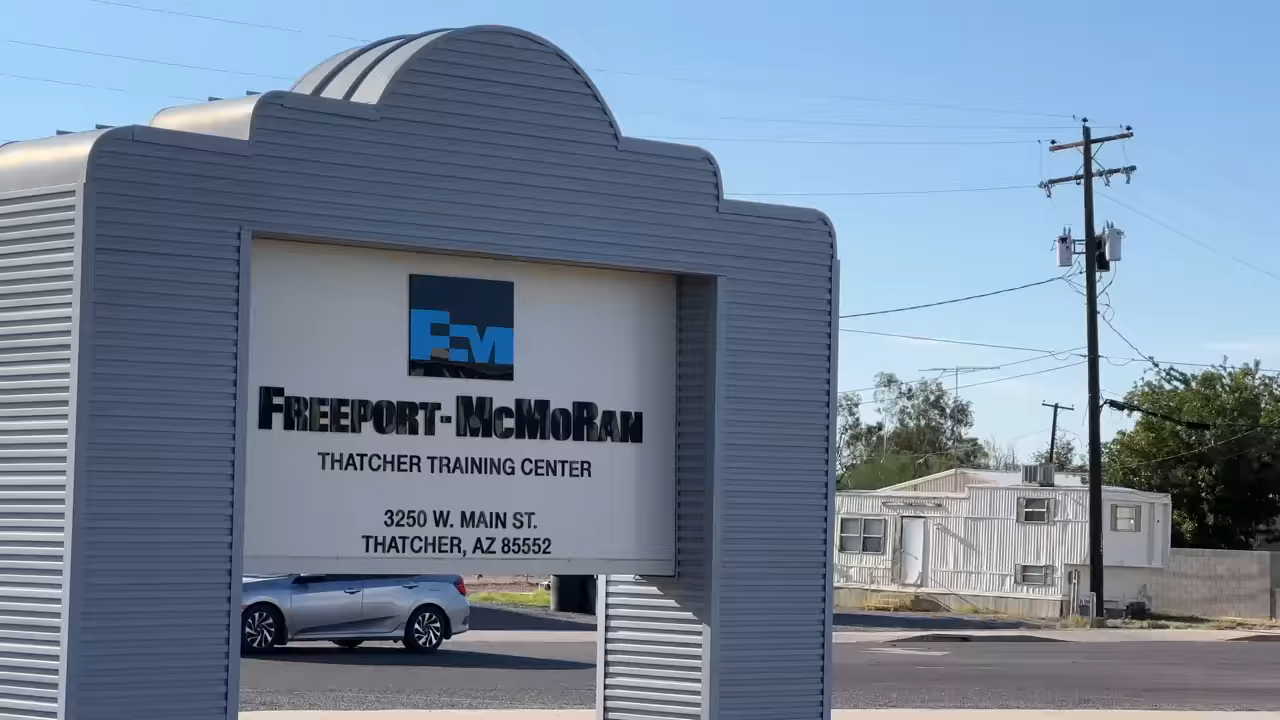 FM
FREEPORT-McMoRAN
THATCHER TRAINING CENTER
3250 W. MAIN ST.
THATCHER, AZ 85552